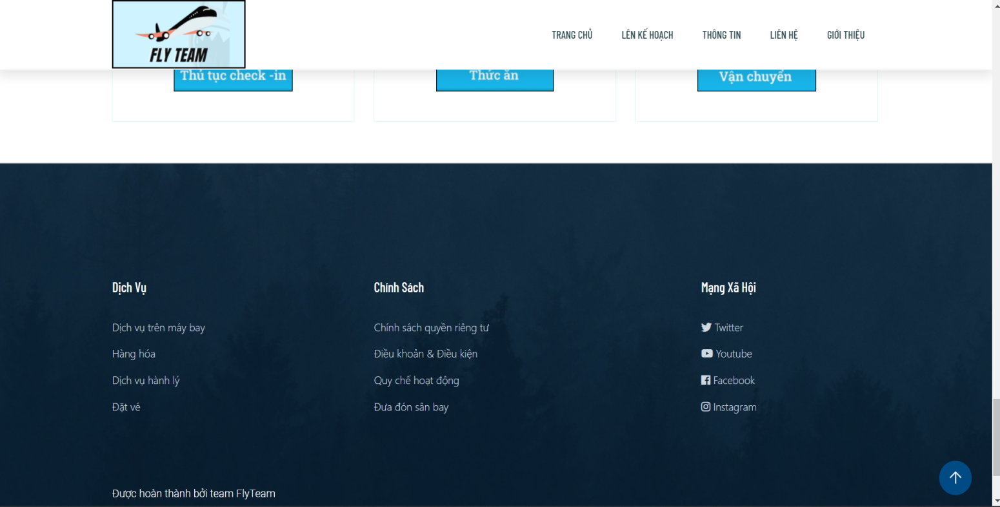 FLY TEAM
TRANG CHỦ LÊN KẾ HOẠCH THÔNG TIN LIÊN HỆ GIỚI THIỆU
Thủ tục check -in
Thức ăn
Vận chuyển
Dịch Vụ
Dịch vụ trên máy bay
Hàng hóa
Dịch vụ hành lý
Đặt vé
Chính Sách
Chính sách quyền riêng tư
Điều khoản & Điều kiện
Quy chế hoạt động
Đưa đón sân bay
Mạng Xã Hội
Twitter
Youtube
Facebook
Instagram
Được hoàn thành bởi team FlyTeam